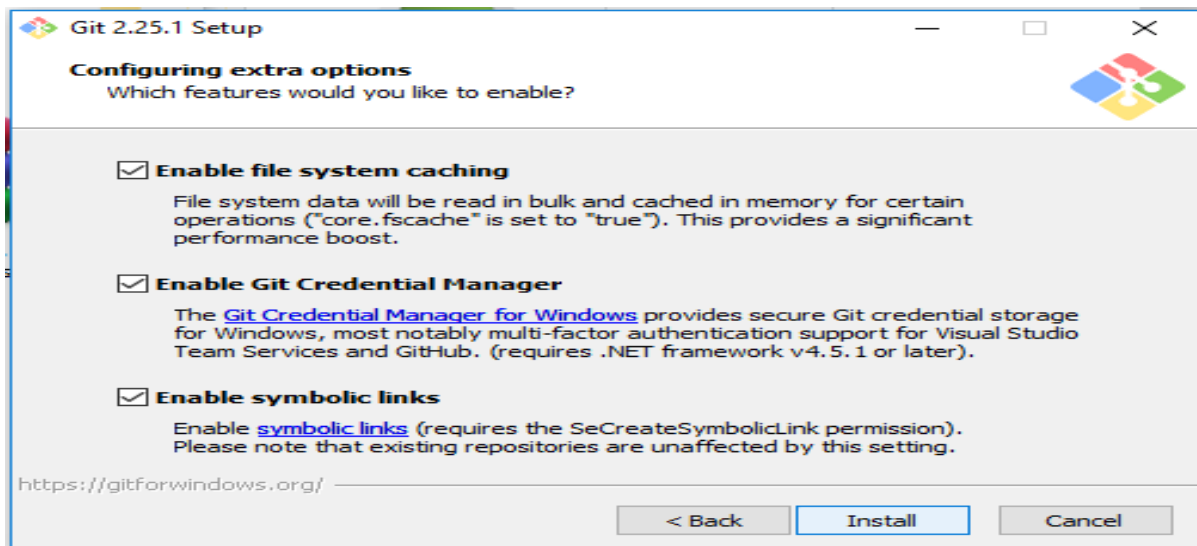 Git 2.25.1 Setup
Configuring extra options
Which features would you like to enable?
Enable file system caching
File system data will be read in bulk and cached in memory for certain
operations ("core.fscache" is set to "true"). This provides a significant
performance boost.
Enable Git Credential Manager
The Git Credential Manager for Windows provides secure Git credential storage
for Windows, most notably multi-factor authentication support for Visual Studio
Team Services and GitHub. (requires .NET framework v4.5.1 or later).
Enable symbolic links
Enable symbolic links (requires the SeCreateSymbolicLink permission).
Please note that existing repositories are unaffected by this setting.
https://gitforwindows.org/
< Back
Install
Cancel